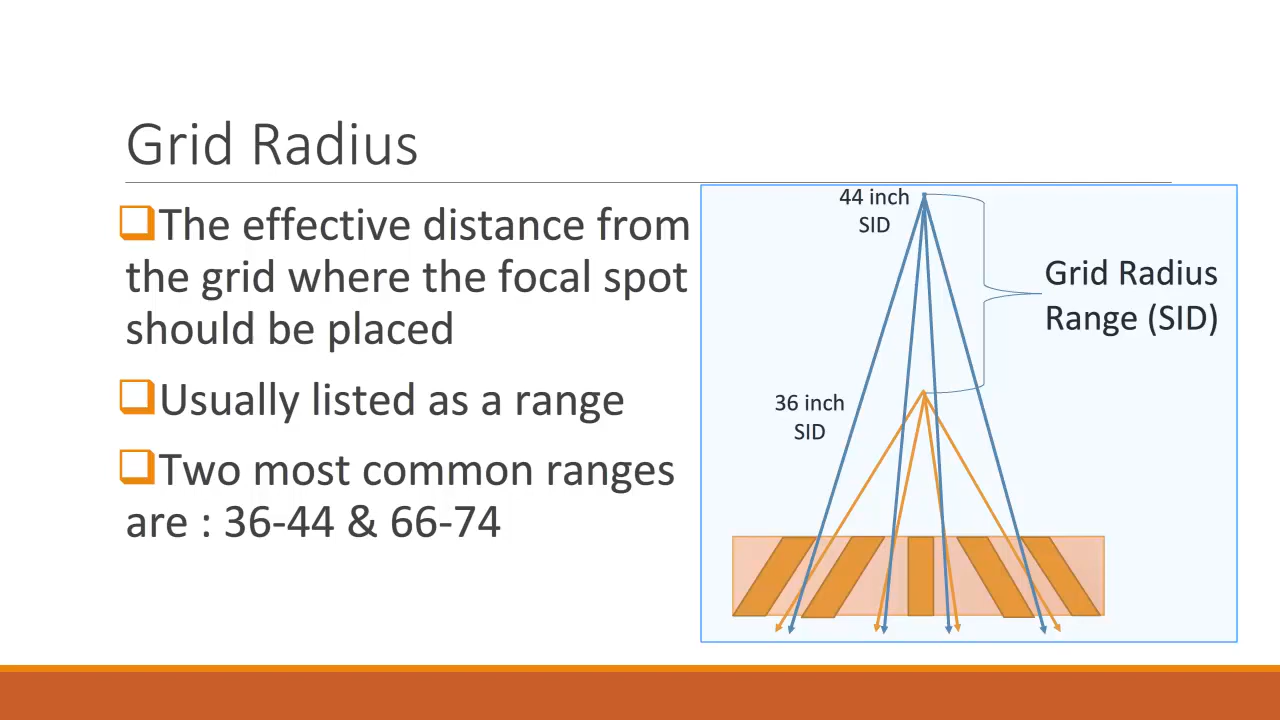 Grid Radius
The effective distance from
the grid where the focal spot
should be placed
Usually listed as a range
Two most common ranges
are : 36-44 & 66-74
44 inch
SID
Grid Radius
Range (SID)
36 inch
SID